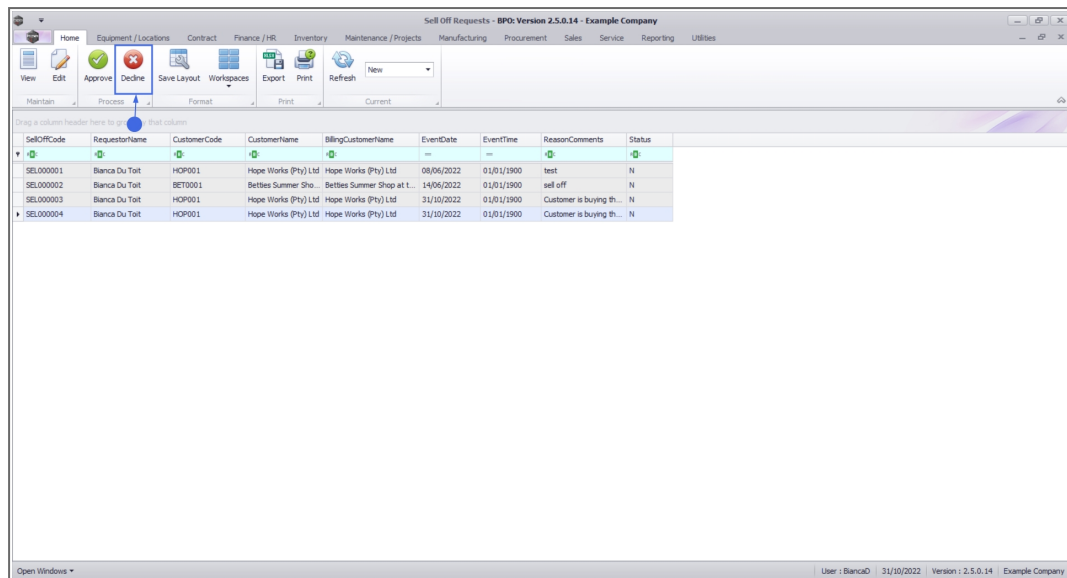 Sell Off Requests - BPO: Version 2.5.0.14 - Example Company
Home Equipment / Locations Contract Finance / HR Inventory Maintenance / Projects Manufacturing Procurement Sales Service Reporting Utilities
View Edit Approve Decline Save Layout Workspaces Export Print Refresh New
Maintain Process Format Print Current
Drag a column header here to that column
SellOffCode RequestorName CustomerCode CustomerName BillingCustomerName EventDate EventTime ReasonComments Status
SEL000001 Bianca Du Toit HOP001 Hope Works (Pty) Ltd Hope Works (Pty) Ltd 08/06/2022 01/01/1900 test N
SEL000002 Bianca Du Toit BET0001 Betties Summer Sho... Betties Summer Shop at t... 14/06/2022 01/01/1900 sell off N
SEL000003 Bianca Du Toit HOP001 Hope Works (Pty) Ltd Hope Works (Pty) Ltd 31/10/2022 01/01/1900 Customer is buying th... N
SEL000004 Bianca Du Toit HOP001 Hope Works (Pty) Ltd Hope Works (Pty) Ltd 31/10/2022 01/01/1900 Customer is buying th... N
Open Windows User : BiancaD 31/10/2022 Version : 2.5.0.14 Example Company